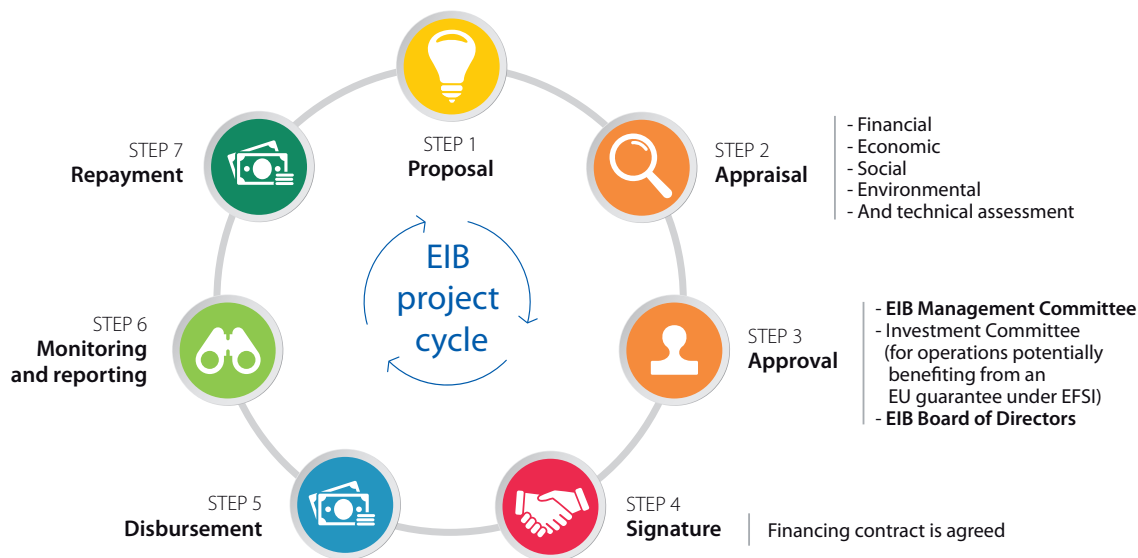 STEP 1
Proposal
STEP 2
Appraisal
- Financial
- Economic
- Social
- Environmental
- And technical assessment
STEP 3
Approval
- EIB Management Committee
- Investment Committee
(for operations potentially
benefiting from an
EU guarantee under EFSI)
- EIB Board of Directors
STEP 4
Signature
Financing contract is agreed
STEP 5
Disbursement
STEP 6
Monitoring
and reporting
STEP 7
Repayment
EIB
project
cycle